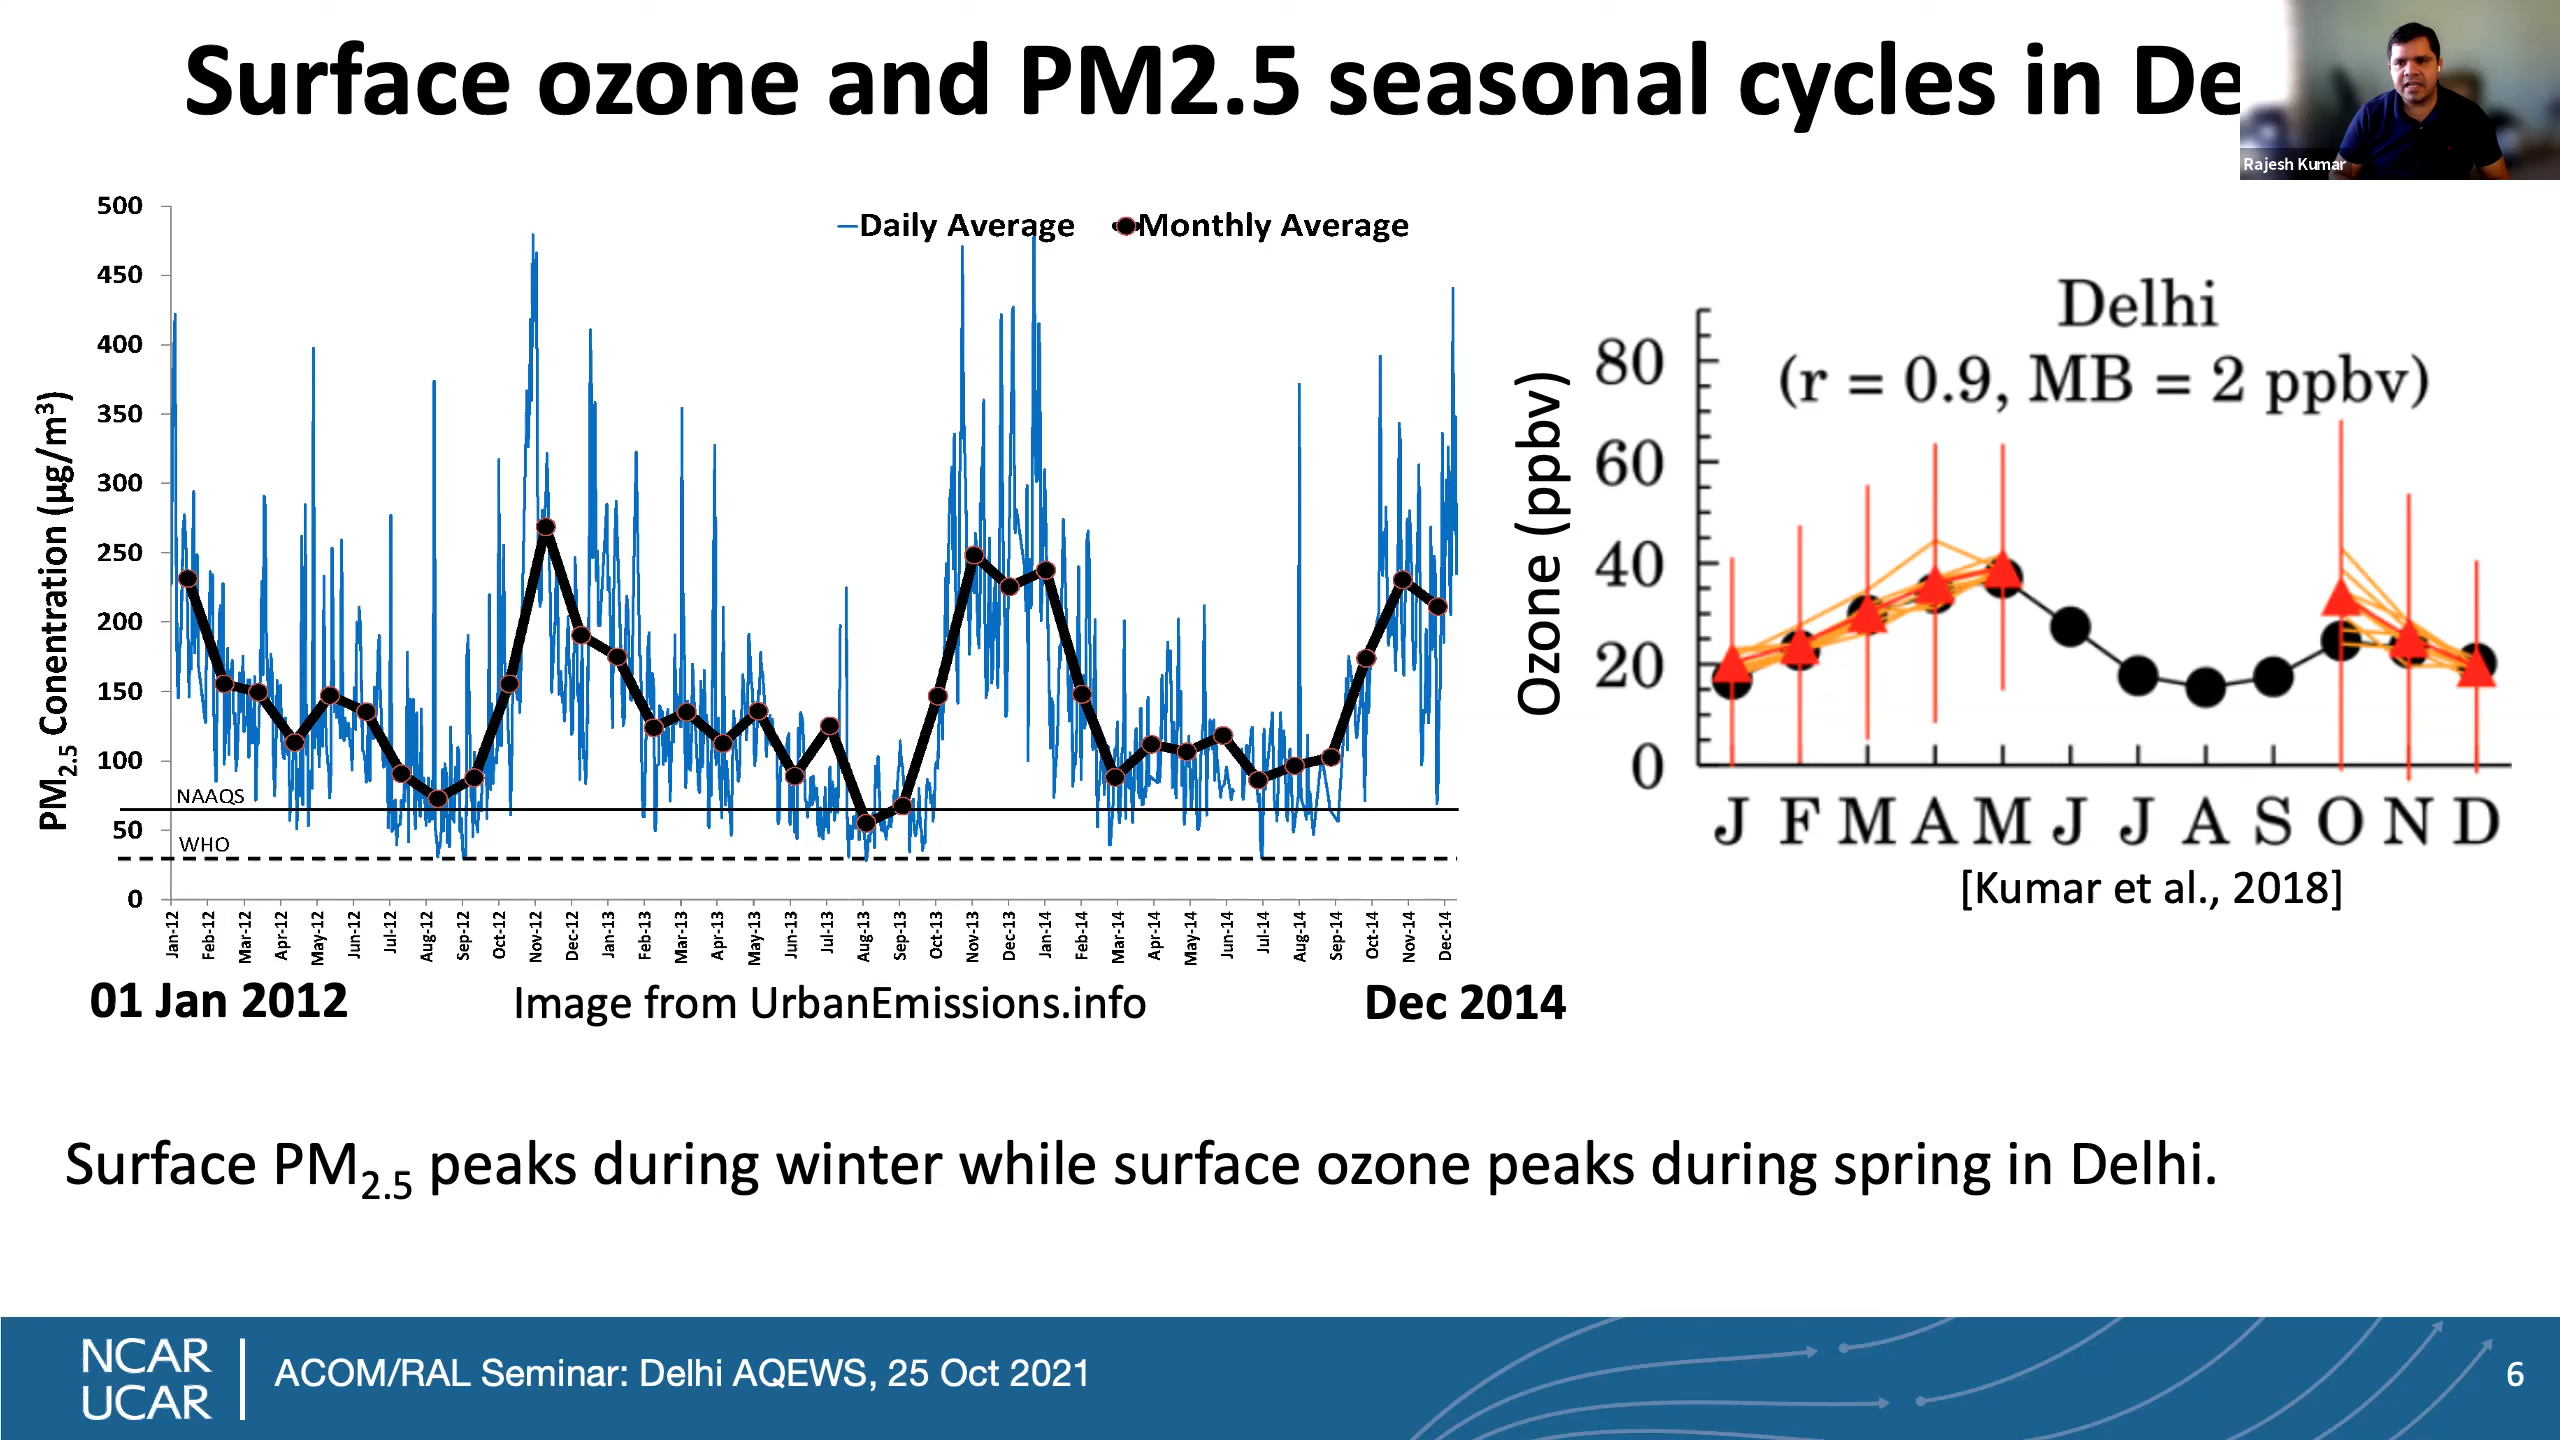 Surface ozone and PM2.5 seasonal cycles in De
Rajesh Kumar
Daily Average Monthly Average
PM2.5 Conentration (µg/m³)
500
450
400
350
300
250
200
150
100
50
0
NAAQS
WHO
Jan-12 Feb-12 Mar-12 Apr-12 May-12 Jun-12 Jul-12 Aug-12 Sep-12 Oct-12 Nov-12 Dec-12 Jan-13 Feb-13 Mar-13 Apr-13 May-13 Jun-13 Jul-13 Aug-13 Sep-13 Oct-13 Nov-13 Dec-13 Jan-14 Feb-14 Mar-14 Apr-14 May-14 Jun-14 Jul-14 Aug-14 Sep-14 Oct-14 Nov-14 Dec-14
01 Jan 2012
Image from UrbanEmissions.info
Dec 2014
Delhi
(r = 0.9, MB = 2 ppbv)
Ozone (ppbv)
80
60
40
20
0
J F M A M J J A S O N D
[Kumar et al., 2018]
Surface PM2.5 peaks during winter while surface ozone peaks during spring in Delhi.
NCAR
UCAR
ACOM/RAL Seminar: Delhi AQEWS, 25 Oct 2021
6